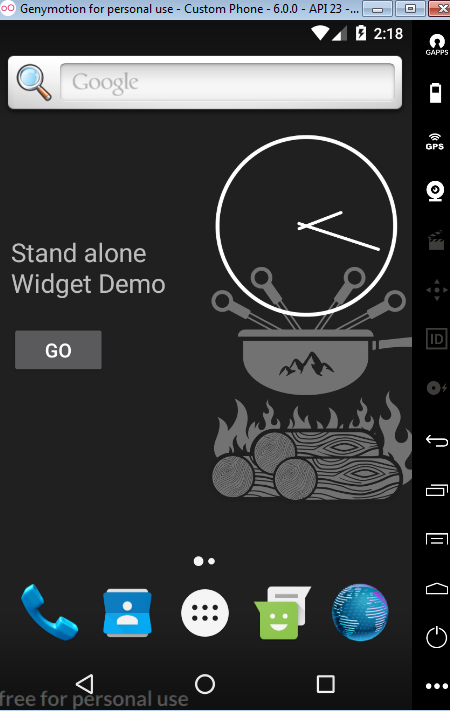 Genymotion for personal use - Custom Phone - 6.0.0 - API 23 - ...
GAPPS
2:18
Google
GPS
Stand alone
Widget Demo
GO
ID
free for personal use